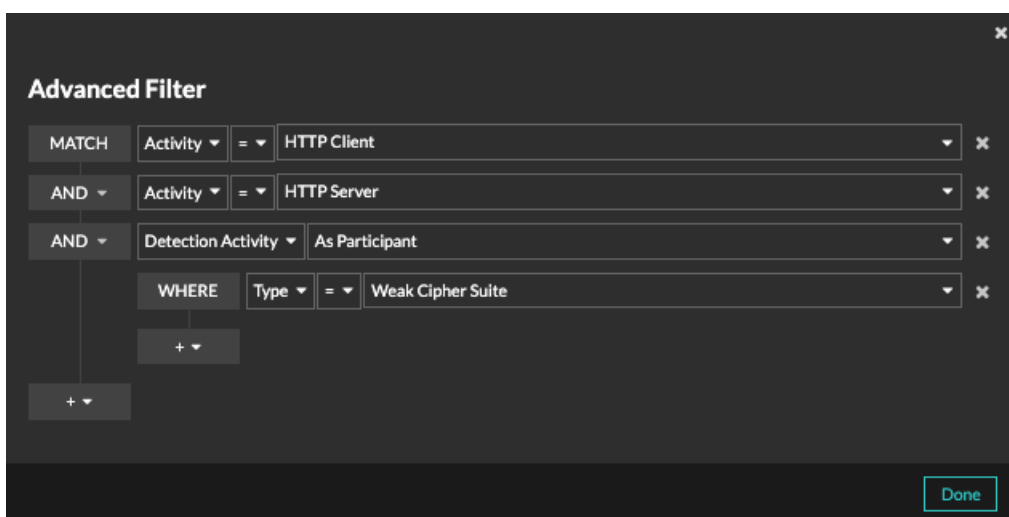 Advanced Filter
MATCH Activity = HTTP Client
AND Activity = HTTP Server
AND Detection Activity As Participant
WHERE Type = Weak Cipher Suite
+
+
Done